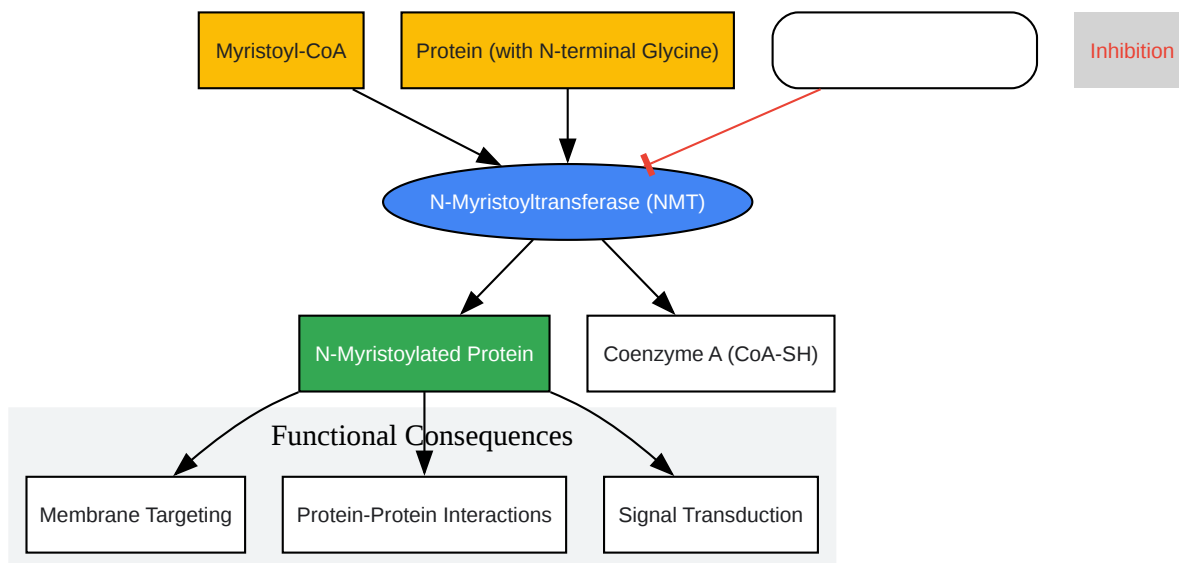 Myristoyl-CoA
Protein (with N-terminal Glycine)
Inhibition
N-Myristoyltransferase (NMT)
N-Myristoylated Protein
Coenzyme A (CoA-SH)
Functional Consequences
Membrane Targeting
Protein-Protein Interactions
Signal Transduction